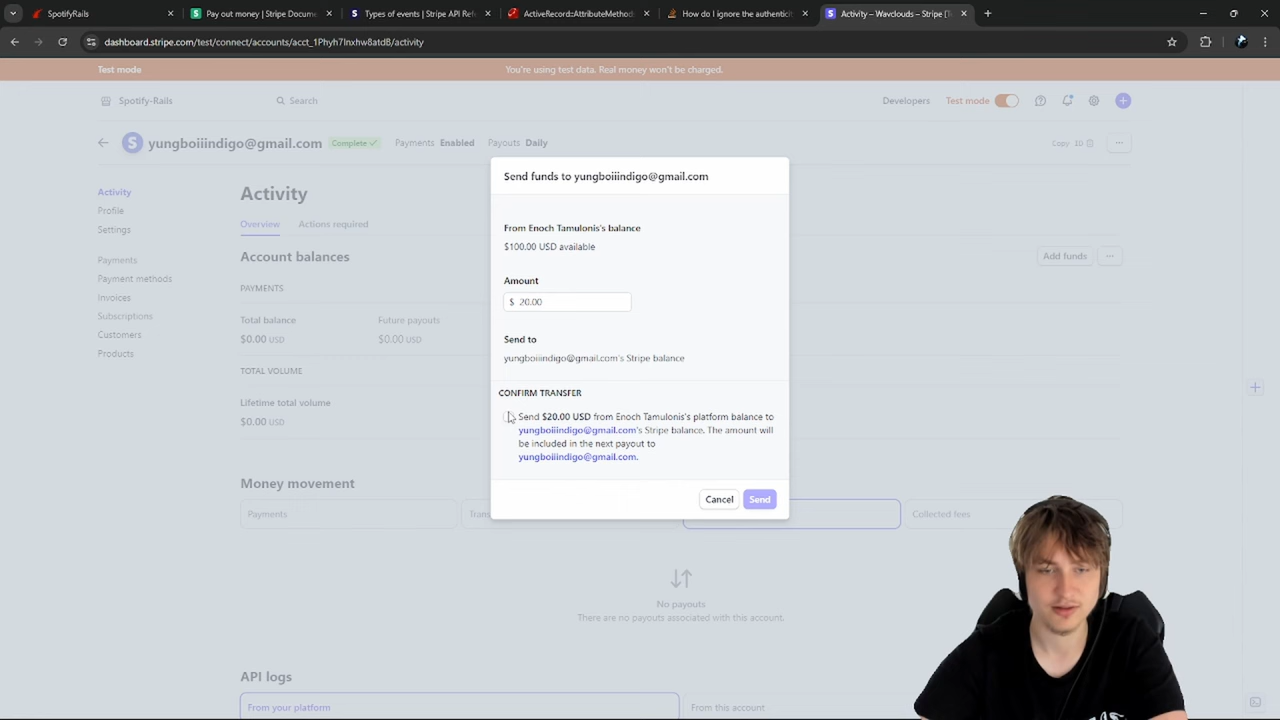 SpotifyRails
Pay out money | Stripe Docume
Types of events | Stripe API Refe
ActiveRecord::AttributeMethods
How do I ignore the authenticit
Activity – Wavclouds – Stripe [T
dashboard.stripe.com/test/connect/accounts/acct_1Phyh7Inxhw8atdB/activity
Test mode
You're using test data. Real money won't be charged.
Spotify-Rails
Search
Developers
Test mode
yungboiiindigo@gmail.com
Complete
Payments Enabled
Payouts Daily
Copy ID
Send funds to yungboiiindigo@gmail.com
Activity
Profile
Settings
Payments
Payment methods
Invoices
Subscriptions
Customers
Products
Activity
Overview
Actions required
Account balances
Add funds
PAYMENTS
Total balance
Future payouts
$0.00 USD
$0.00 USD
TOTAL VOLUME
Lifetime total volume
$0.00 USD
From Enoch Tamulonis's balance
$100.00 USD available
Amount
$ 20.00
Send to
yungboiiindigo@gmail.com's Stripe balance
CONFIRM TRANSFER
Send $20.00 USD from Enoch Tamulonis's platform balance to
yungboiiindigo@gmail.com's Stripe balance. The amount will
be included in the next payout to
yungboiiindigo@gmail.com.
Cancel
Send
Money movement
Payments
Trans
Collected fees
No payouts
There are no payouts associated with this account.
API logs
From your platform
From this account